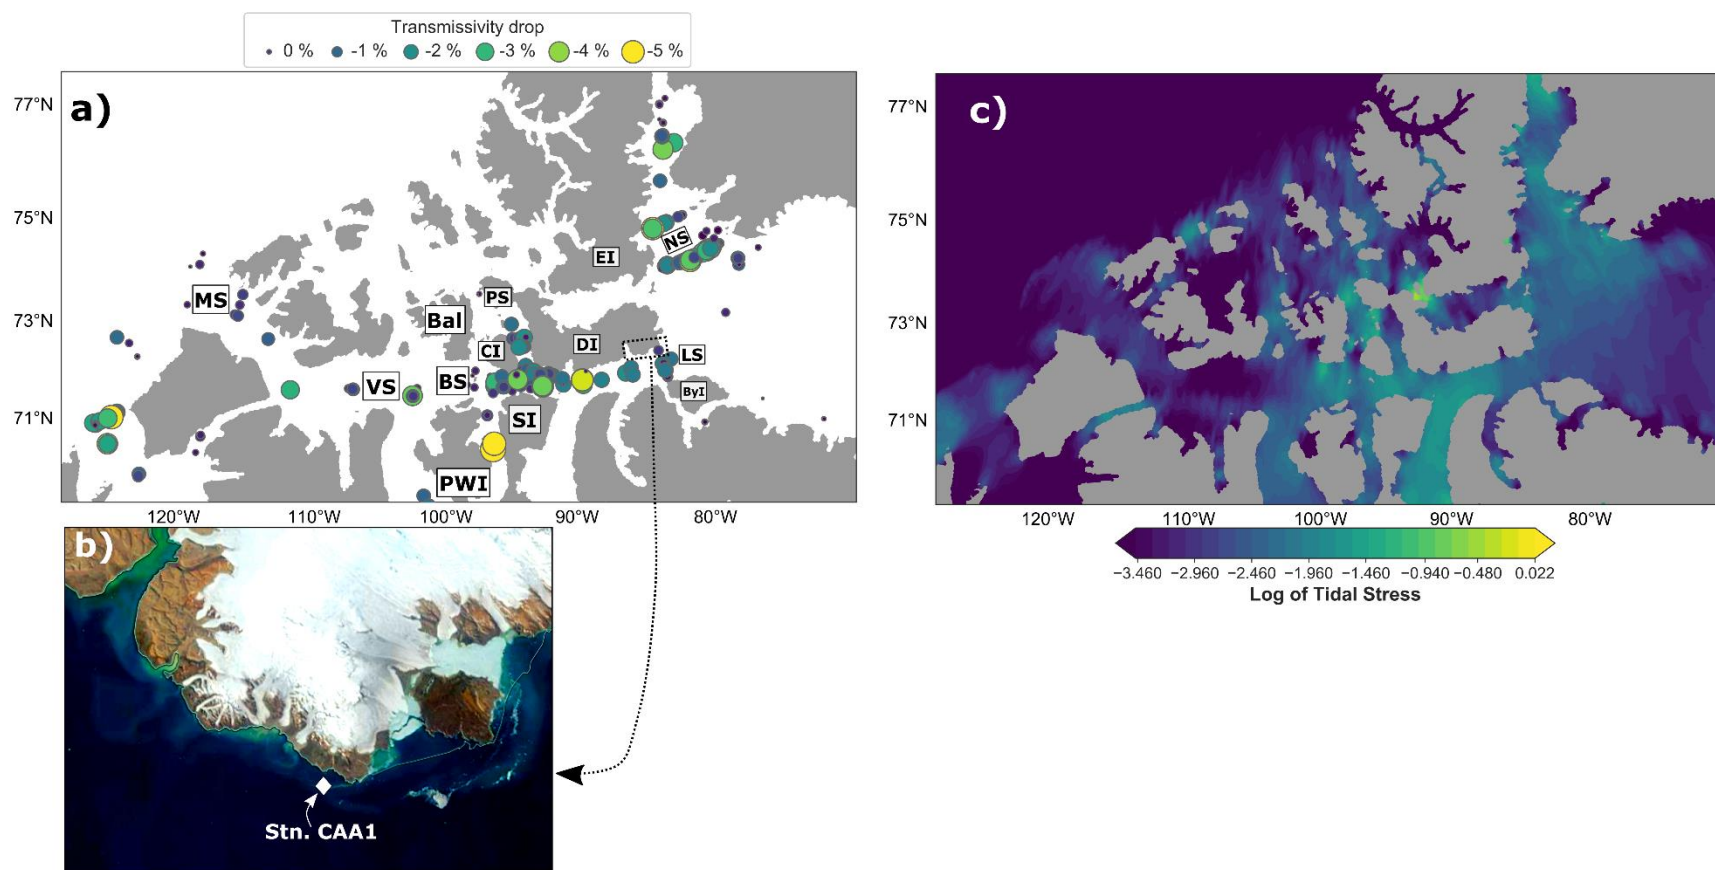 Transmissivity drop
0 % -1 % -2 % -3 % -4 % -5 %
a)
77°N
75°N
73°N
71°N
120°W 110°W 100°W 90°W 80°W
MS
VS
Bal
PS
CI
BS
EI
NS
DI
LS
ByI
SI
PWI
b)
Stn. CAA1
c)
77°N
75°N
73°N
71°N
120°W 110°W 100°W 90°W 80°W
−3.460 −2.960 −2.460 −1.960 −1.460 −0.940 −0.480 0.022
Log of Tidal Stress